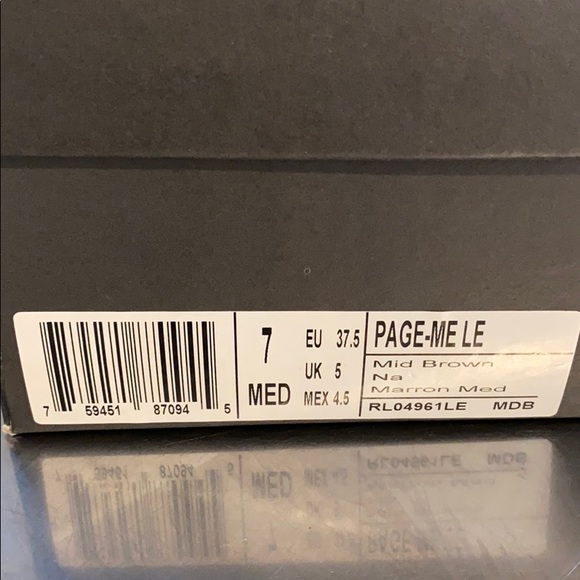 7 59451 87094 5
7
MED
EU 37.5
UK 5
MEX 4.5
PAGE-ME LE
Mid Brown
Na
Marron Med
RL04961LE MDB